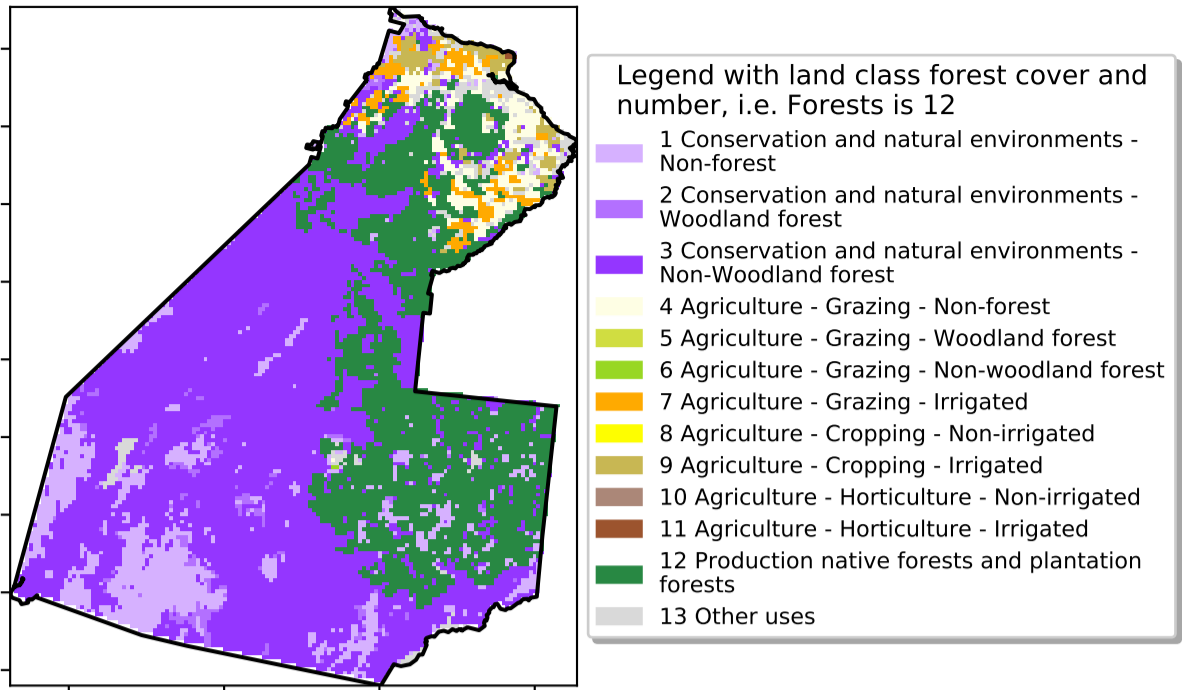 Legend with land class forest cover and
number, i.e. Forests is 12
1 Conservation and natural environments -
Non-forest
2 Conservation and natural environments -
Woodland forest
3 Conservation and natural environments -
Non-Woodland forest
4 Agriculture - Grazing - Non-forest
5 Agriculture - Grazing - Woodland forest
6 Agriculture - Grazing - Non-woodland forest
7 Agriculture - Grazing - Irrigated
8 Agriculture - Cropping - Non-irrigated
9 Agriculture - Cropping - Irrigated
10 Agriculture - Horticulture - Non-irrigated
11 Agriculture - Horticulture - Irrigated
12 Production native forests and plantation
forests
13 Other uses